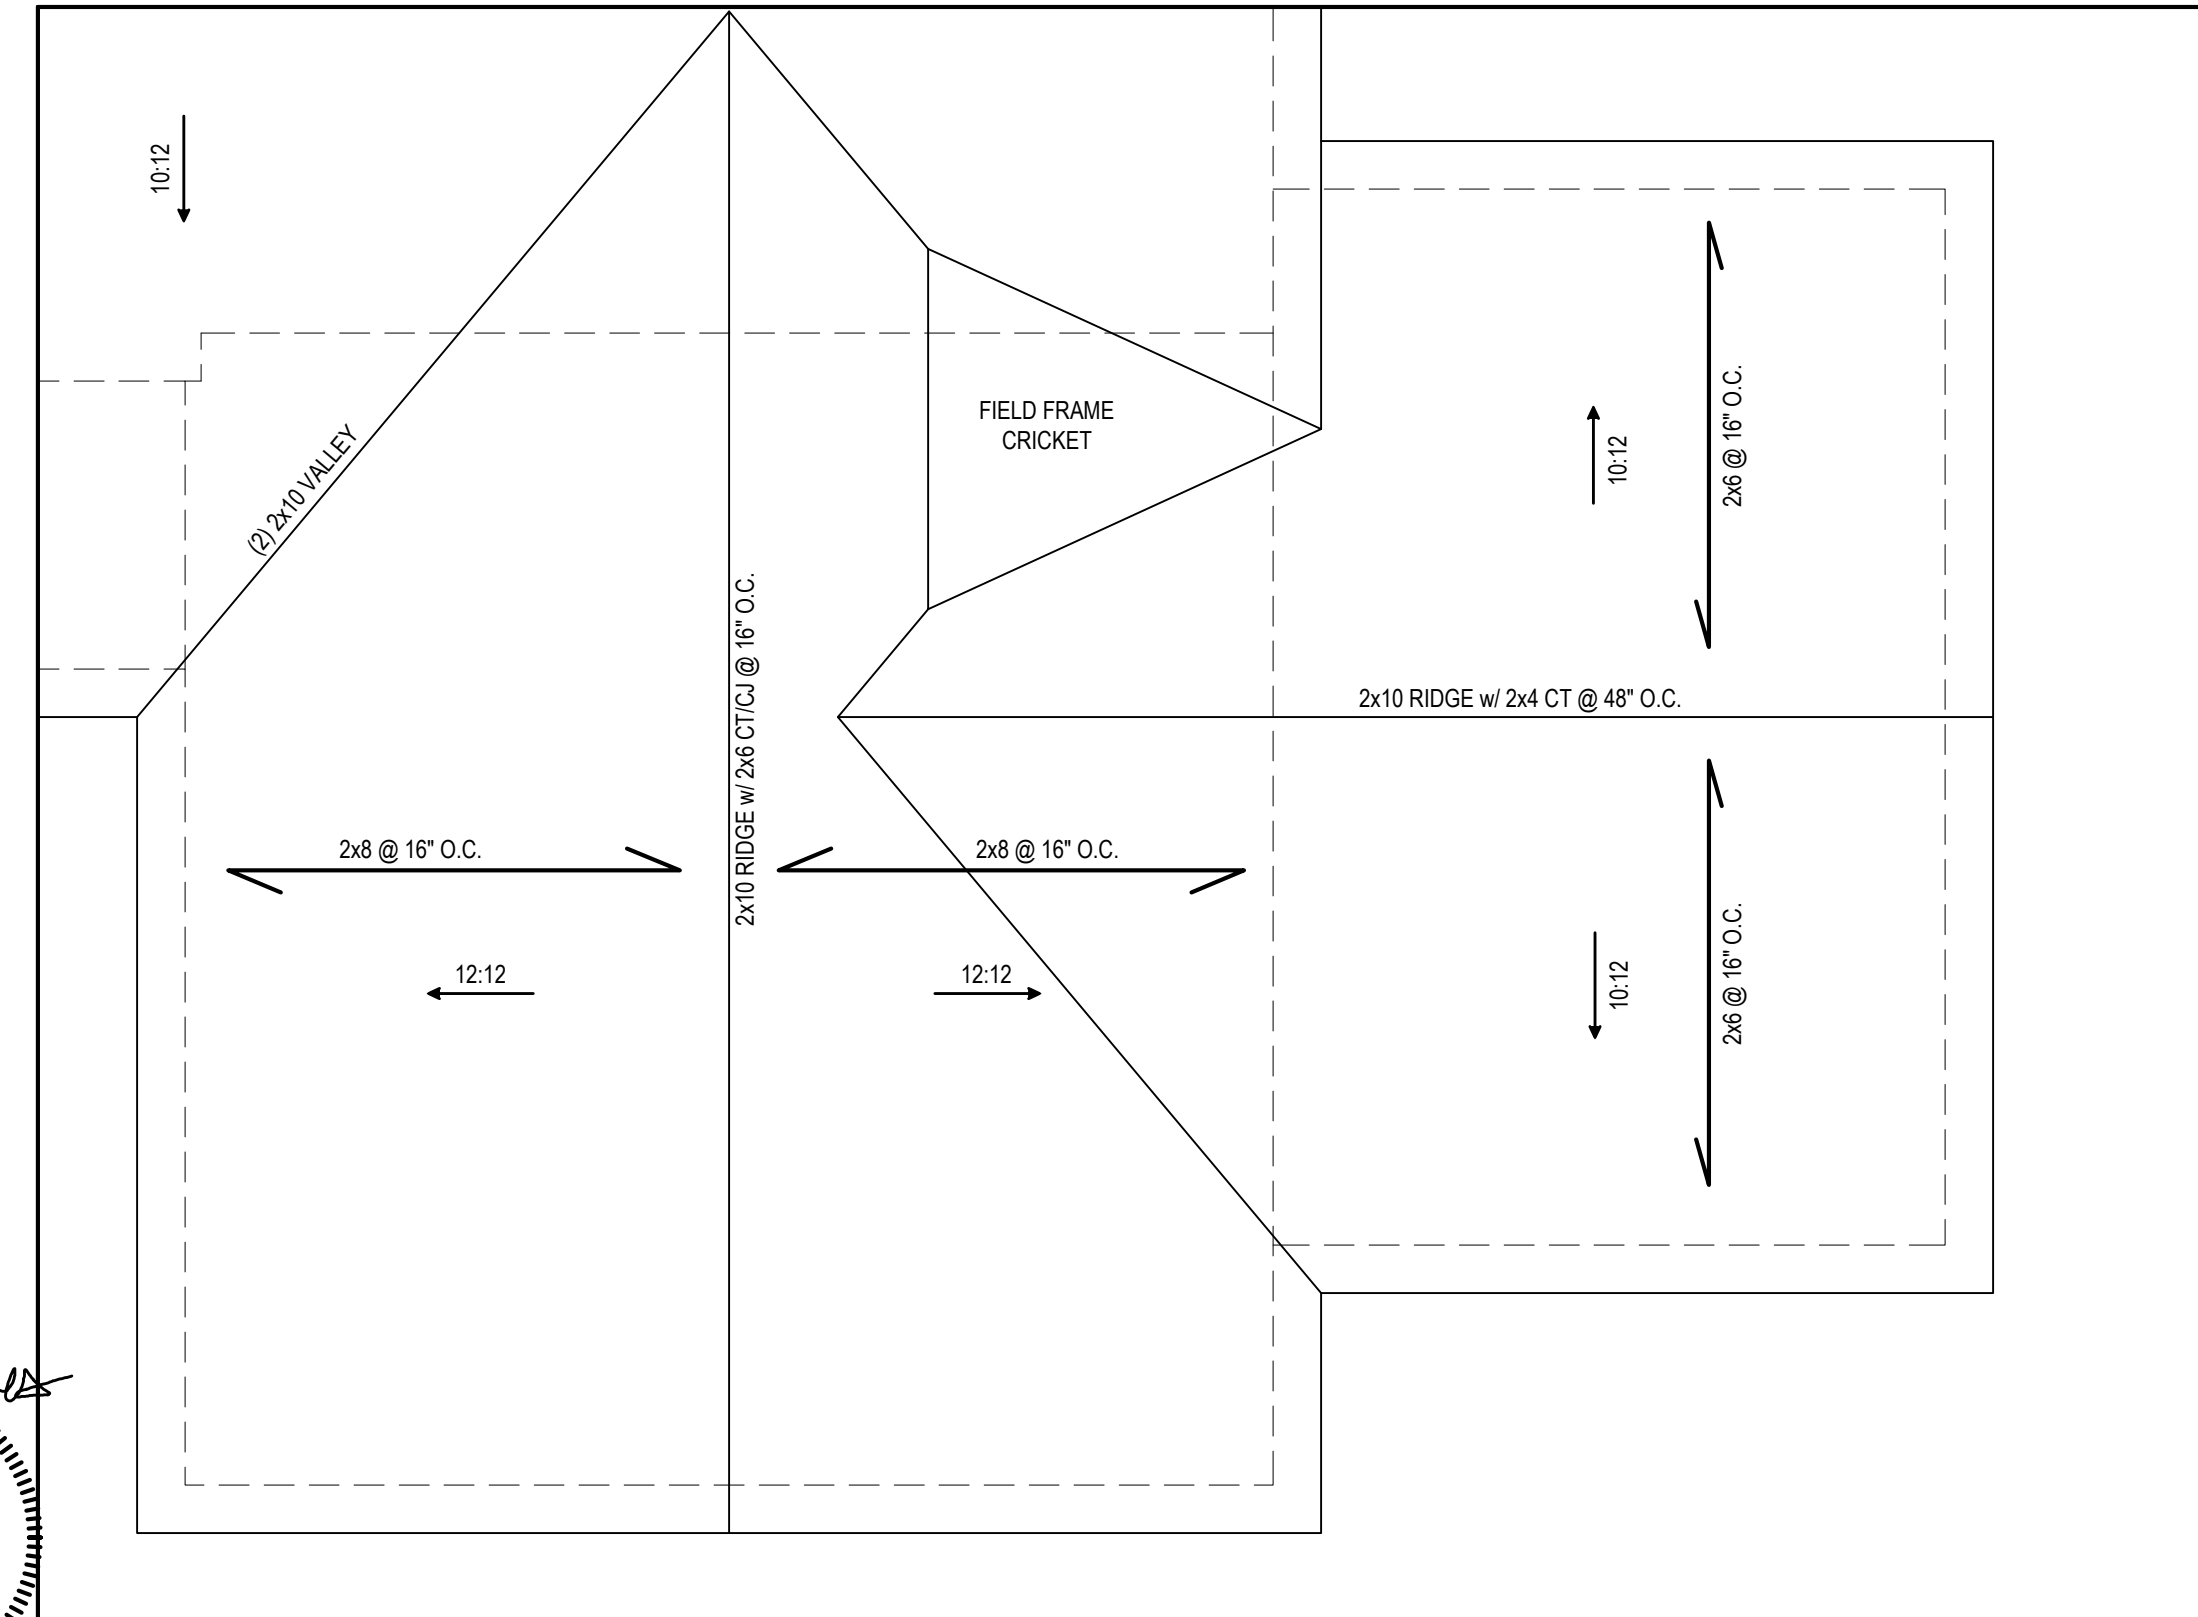 10:12
(2) 2x10 VALLEY
FIELD FRAME
CRICKET
10:12
2x6 @ 16" O.C.
2x10 RIDGE w/ 2x6 CT/CJ @ 16" O.C.
2x10 RIDGE w/ 2x4 CT @ 48" O.C.
2x8 @ 16" O.C.
2x8 @ 16" O.C.
12:12
12:12
10:12
2x6 @ 16" O.C.